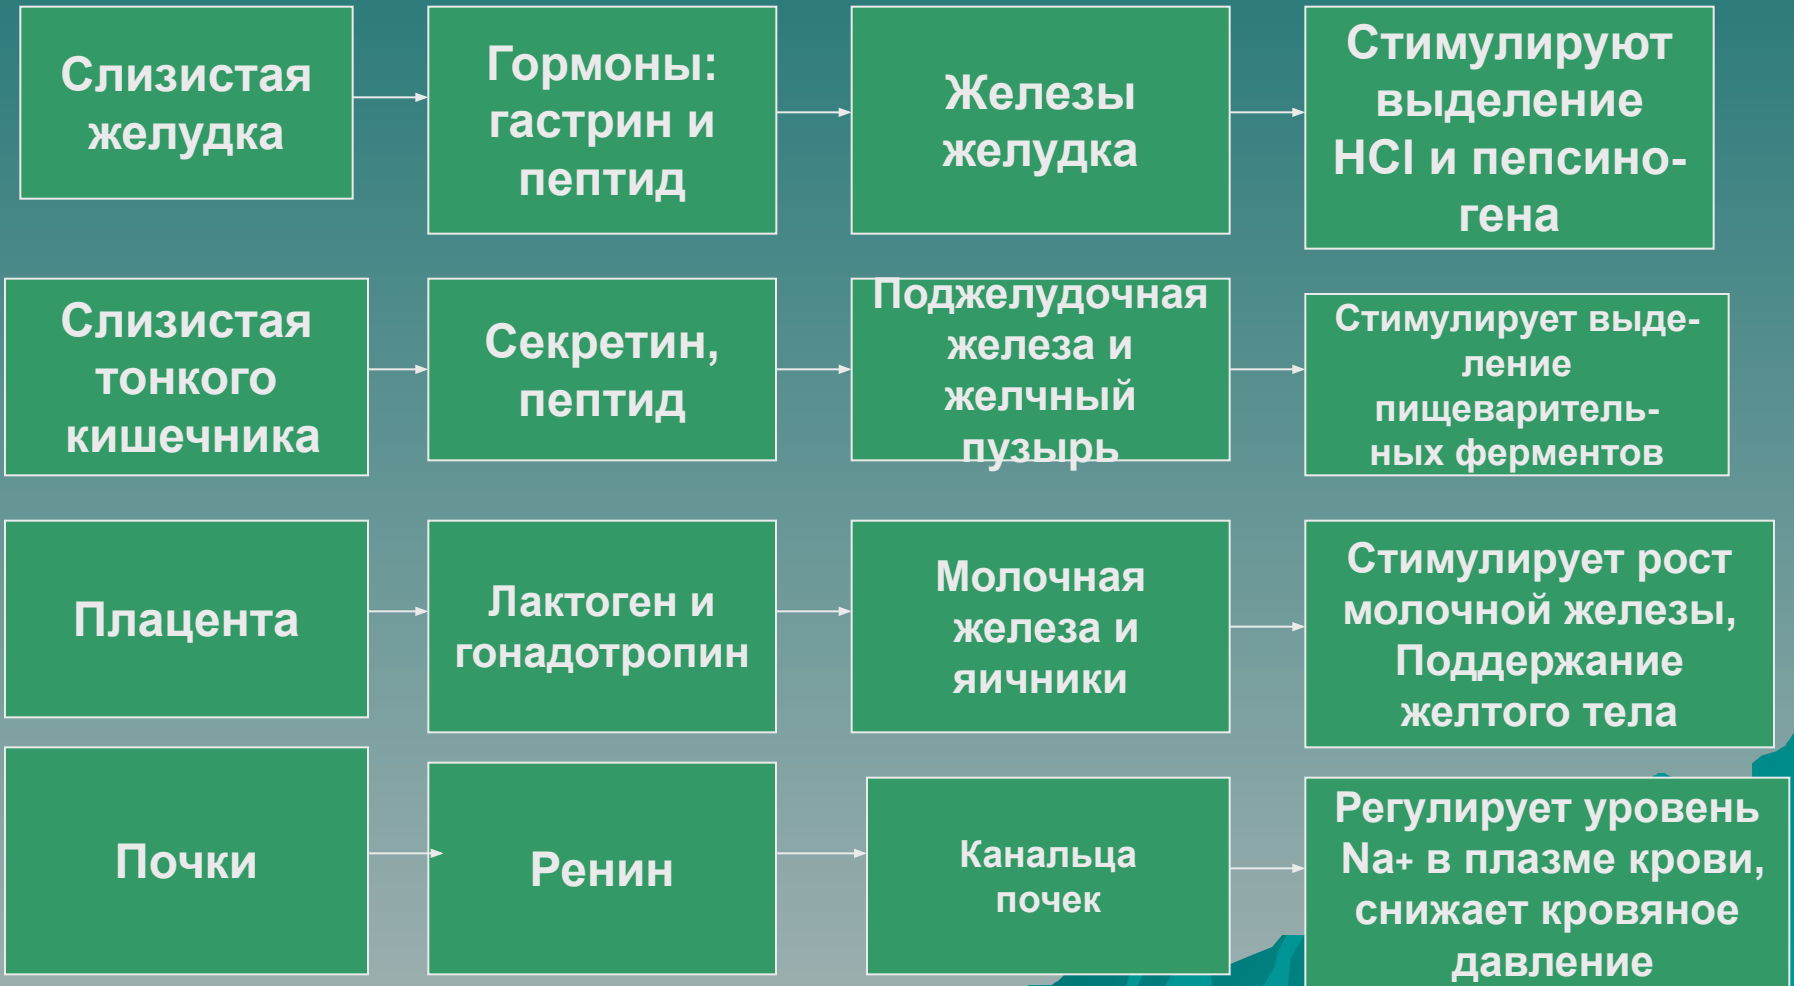 Слизистая
желудка
Гормоны:
гастрин и
пептид
Железы
желудка
Стимулируют
выделение
HCl и пепсино-
гена
Слизистая
тонкого
кишечника
Секретин,
пептид
Поджелудочная
железа и
желчный
пузырь
Стимулирует выде-
ление
пищеваритель-
ных ферментов
Плацента
Лактоген и
гонадотропин
Молочная
железа и
яичники
Стимулирует рост
молочной железы,
Поддержание
желтого тела
Почки
Ренин
Канальца
почек
Регулирует уровень
Na+ в плазме крови,
снижает кровяное
давление